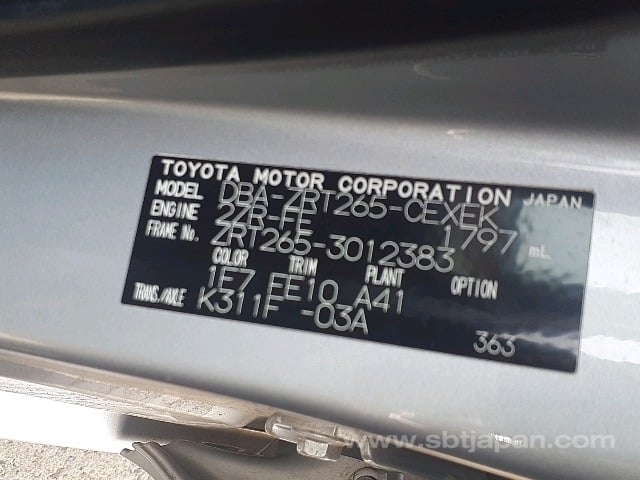 TOYOTA MOTOR CORPORATION JAPAN
MODEL DBA-ZRT265-CEXEK
ENGINE 2ZR-FE 1797 mL
FRAME No. ZRT265-3012383
COLOR TRIM PLANT OPTION
1F7 FE10 A41
TRANS./AXLE K311F -03A
363
www.sbtjapan.com